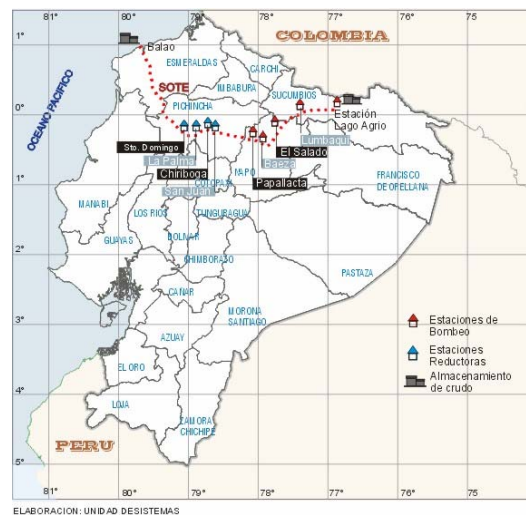 81° 80° 79° 78° 77° 76° 75°
COLOMBIA
1°
Balao
ESMERALDAS
CARCHI
IMBABURA
SOTE
SUCUMBIOS
PICHINCHA
OCEANO PACIFICO
0°
Estación
Lago Agrio
Sto. Domingo
Lumbaqui
El Salado
La Palma
Baeza
Chiriboga
NAPO
Papallacta
COTOPAXI
San Juan
FRANCISCO
DE ORELLANA
1°
MANABI
LOS RIOS
TUNGURAGUA
BOLIVAR
GUAYAS
CHIMBORAZO
PASTAZA
2°
CAÑAR
MORONA
SANTIAGO
3°
AZUAY
EL ORO
4°
LOJA
ZAMORA
CHICHIPE
PERU
5°
Estaciones de
Bombeo
Estaciones
Reductoras
Almacenamiento
de crudo
81° 80° 79° 78° 77° 76° 75°
ELABORACION: UNIDAD DESISTEMAS